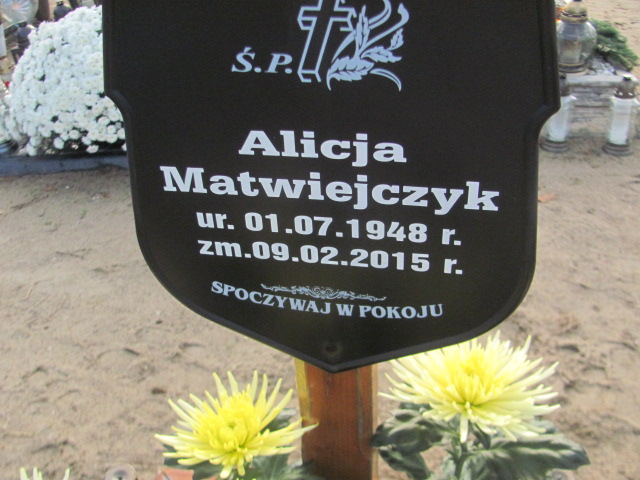 Ś.P.
Alicja
Matwiejczyk
ur. 01.07.1948 r.
zm.09.02.2015 r.
SPOCZYWAJ W POKOJU